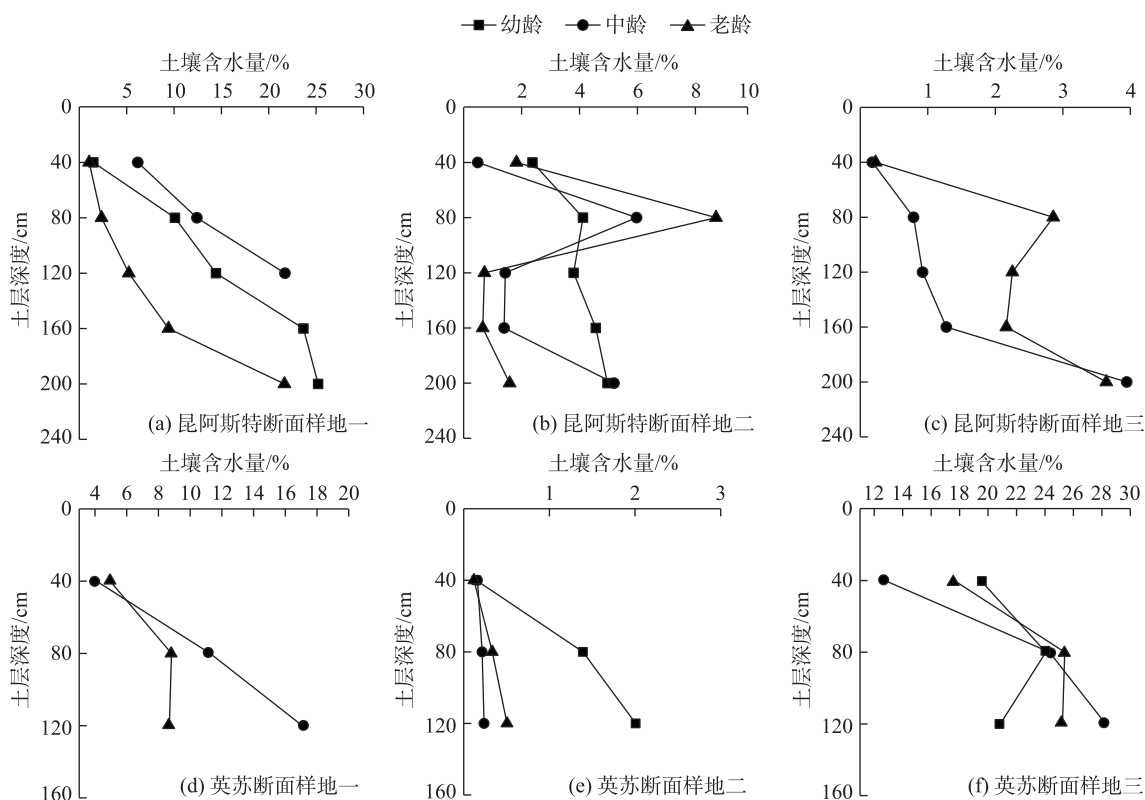 幼龄 中龄 老龄
土壤含水量/% 土壤含水量/% 土壤含水量/%
0 5 10 15 20 25 30 0 2 4 6 8 10 0 1 2 3 4
40 40 40
80 80 80
120 120 120
160 160 160
200 200 200
240 240 240
土层深度/cm 土层深度/cm 土层深度/cm
(a) 昆阿斯特断面样地一 (b) 昆阿斯特断面样地二 (c) 昆阿斯特断面样地三
土壤含水量/% 土壤含水量/% 土壤含水量/%
0 4 6 8 10 12 14 16 18 20 0 1 2 3 0 12 14 16 18 20 22 24 26 28 30
40 40 40
80 80 80
120 120 120
160 160 160
土层深度/cm 土层深度/cm 土层深度/cm
(d) 英苏断面样地一 (e) 英苏断面样地二 (f) 英苏断面样地三